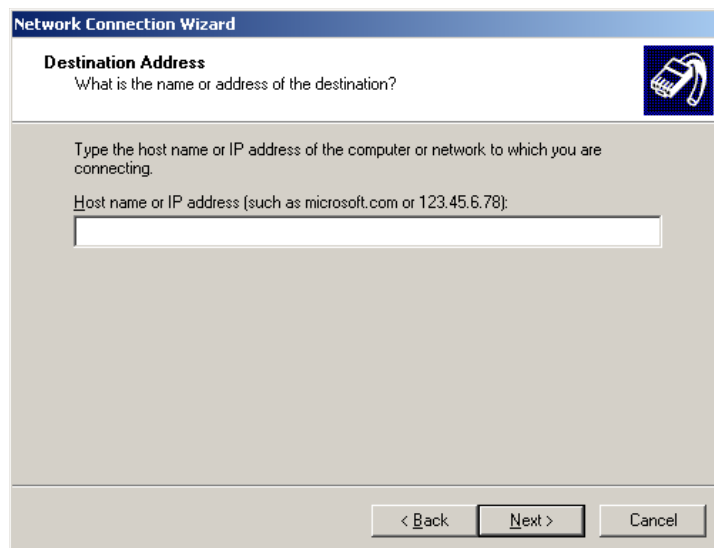 Network Connection Wizard
Destination Address
What is the name or address of the destination?
Type the host name or IP address of the computer or network to which you are
connecting.
Host name or IP address (such as microsoft.com or 123.45.6.78):
< Back Next > Cancel